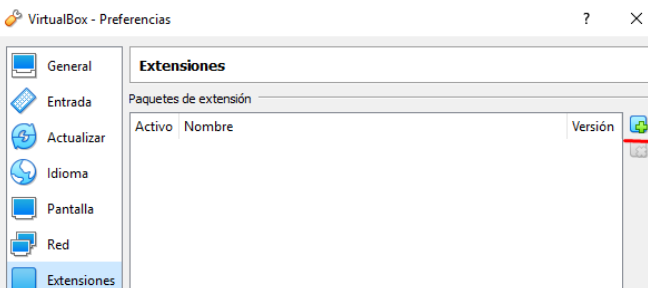 VirtualBox - Preferencias
?
General
Extensiones
Entrada
Paquetes de extensión
Activo Nombre Versión
Actualizar
Idioma
Pantalla
Red
Extensiones